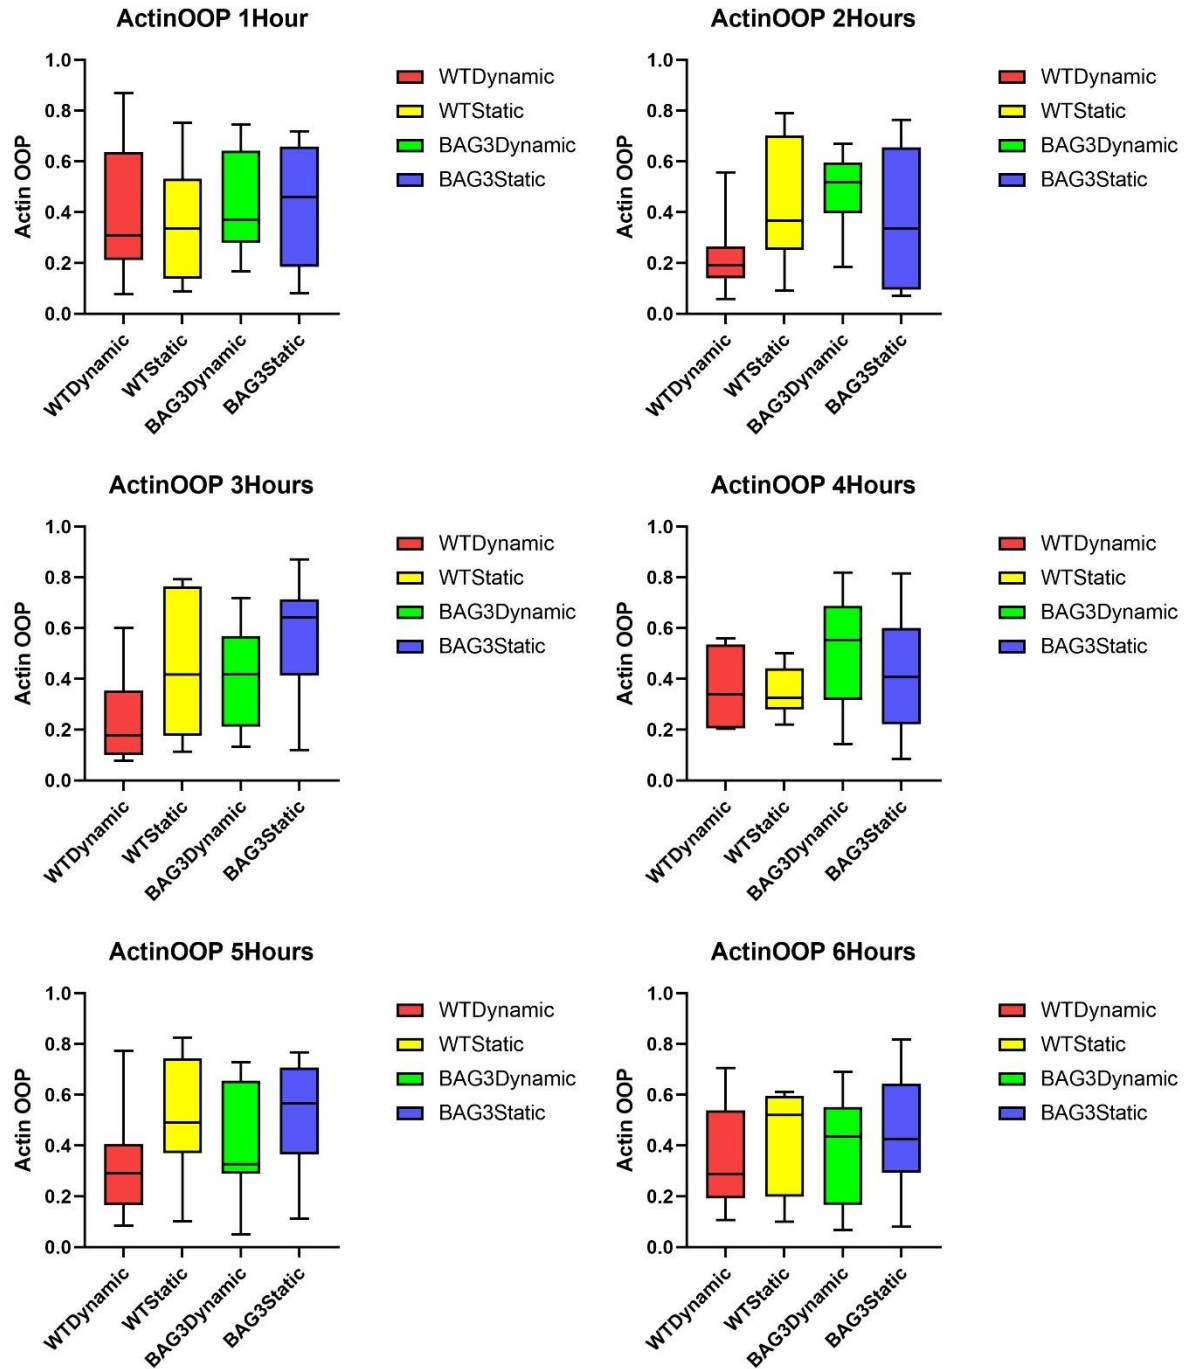 ActinOOP 1Hour
Actin OOP
1.0
0.8
0.6
0.4
0.2
0.0
WTDynamic
WTStatic
BAG3Dynamic
BAG3Static
WTDynamic
WTStatic
BAG3Dynamic
BAG3Static
ActinOOP 2Hours
Actin OOP
1.0
0.8
0.6
0.4
0.2
0.0
WTDynamic
WTStatic
BAG3Dynamic
BAG3Static
WTDynamic
WTStatic
BAG3Dynamic
BAG3Static
ActinOOP 3Hours
Actin OOP
1.0
0.8
0.6
0.4
0.2
0.0
WTDynamic
WTStatic
BAG3Dynamic
BAG3Static
WTDynamic
WTStatic
BAG3Dynamic
BAG3Static
ActinOOP 4Hours
Actin OOP
1.0
0.8
0.6
0.4
0.2
0.0
WTDynamic
WTStatic
BAG3Dynamic
BAG3Static
WTDynamic
WTStatic
BAG3Dynamic
BAG3Static
ActinOOP 5Hours
Actin OOP
1.0
0.8
0.6
0.4
0.2
0.0
WTDynamic
WTStatic
BAG3Dynamic
BAG3Static
WTDynamic
WTStatic
BAG3Dynamic
BAG3Static
ActinOOP 6Hours
Actin OOP
1.0
0.8
0.6
0.4
0.2
0.0
WTDynamic
WTStatic
BAG3Dynamic
BAG3Static
WTDynamic
WTStatic
BAG3Dynamic
BAG3Static